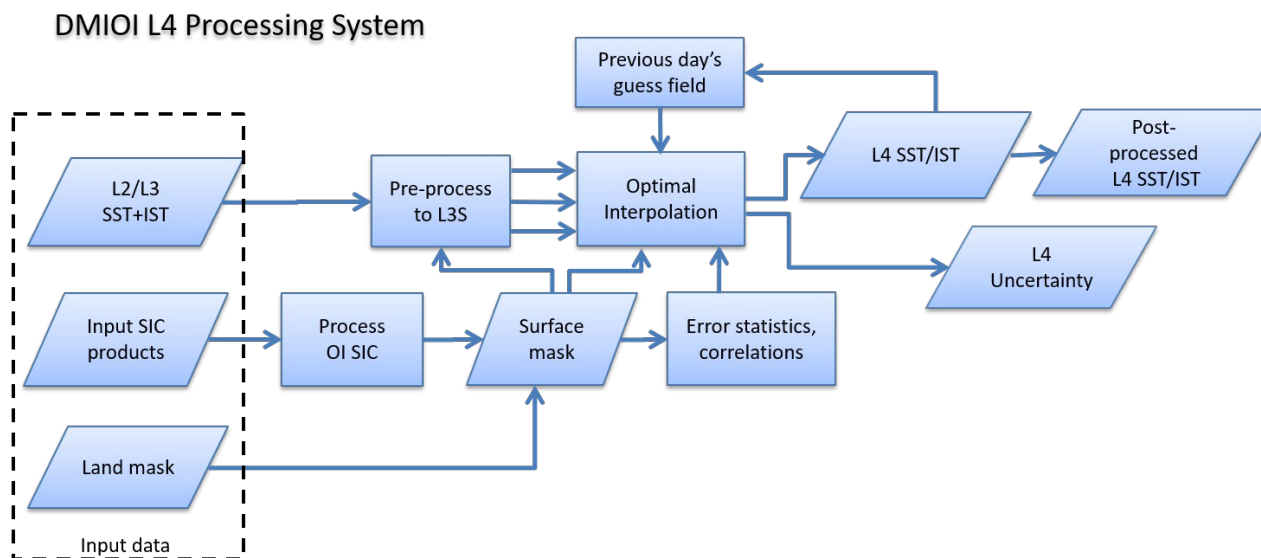 DMIOI L4 Processing System
Previous day's
guess field
L2/L3
SST+IST
Pre-process
to L3S
Optimal
Interpolation
L4 SST/IST
Post-
processed
L4 SST/IST
L4
Uncertainty
Input SIC
products
Process
OI SIC
Surface
mask
Error statistics,
correlations
Land mask
Input data